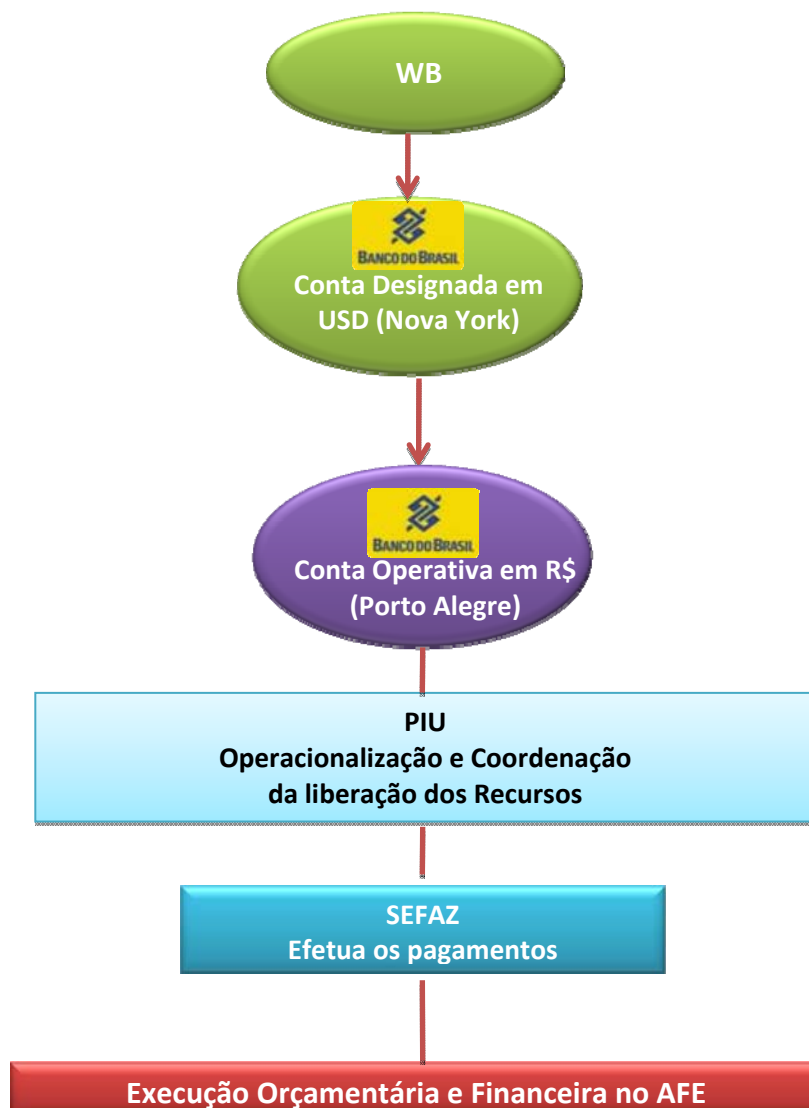 WB
BANCO DO BRASIL
Conta Designada em
USD (Nova York)
BANCO DO BRASIL
Conta Operativa em R$
(Porto Alegre)
PIU
Operacionalização e Coordenação
da liberação dos Recursos
SEFAZ
Efetua os pagamentos
Execução Orçamentária e Financeira no AFE